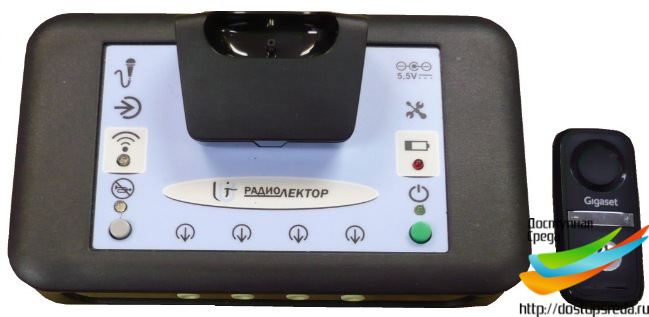 5.5V
РАДИОЛЕКТОР
Gigaset
Доступная
Среда
http://dostupsreda.ru